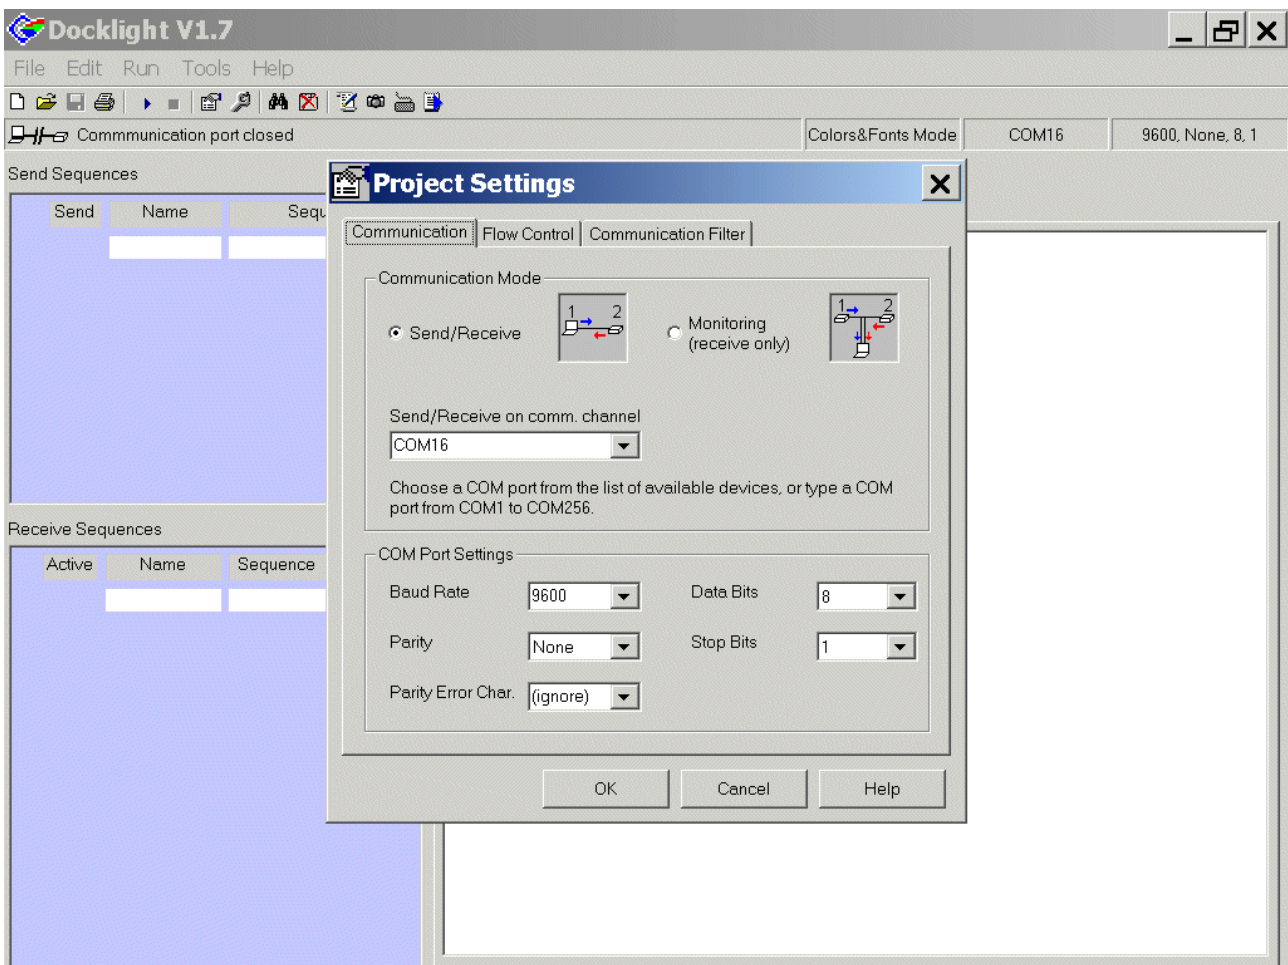 Docklight V1.7
File Edit Run Tools Help
Commmunication port closed
Colors&Fonts Mode
COM16
9600, None, 8, 1
Send Sequences
Send Name Sequ
Project Settings
Communication Flow Control Communication Filter
Communication Mode
Send/Receive
1 2
Monitoring
(receive only)
1 2
Send/Receive on comm. channel
COM16
Choose a COM port from the list of available devices, or type a COM
port from COM1 to COM256.
COM Port Settings
Baud Rate 9600 Data Bits 8
Parity None Stop Bits 1
Parity Error Char. (ignore)
OK Cancel Help
Receive Sequences
Active Name Sequence